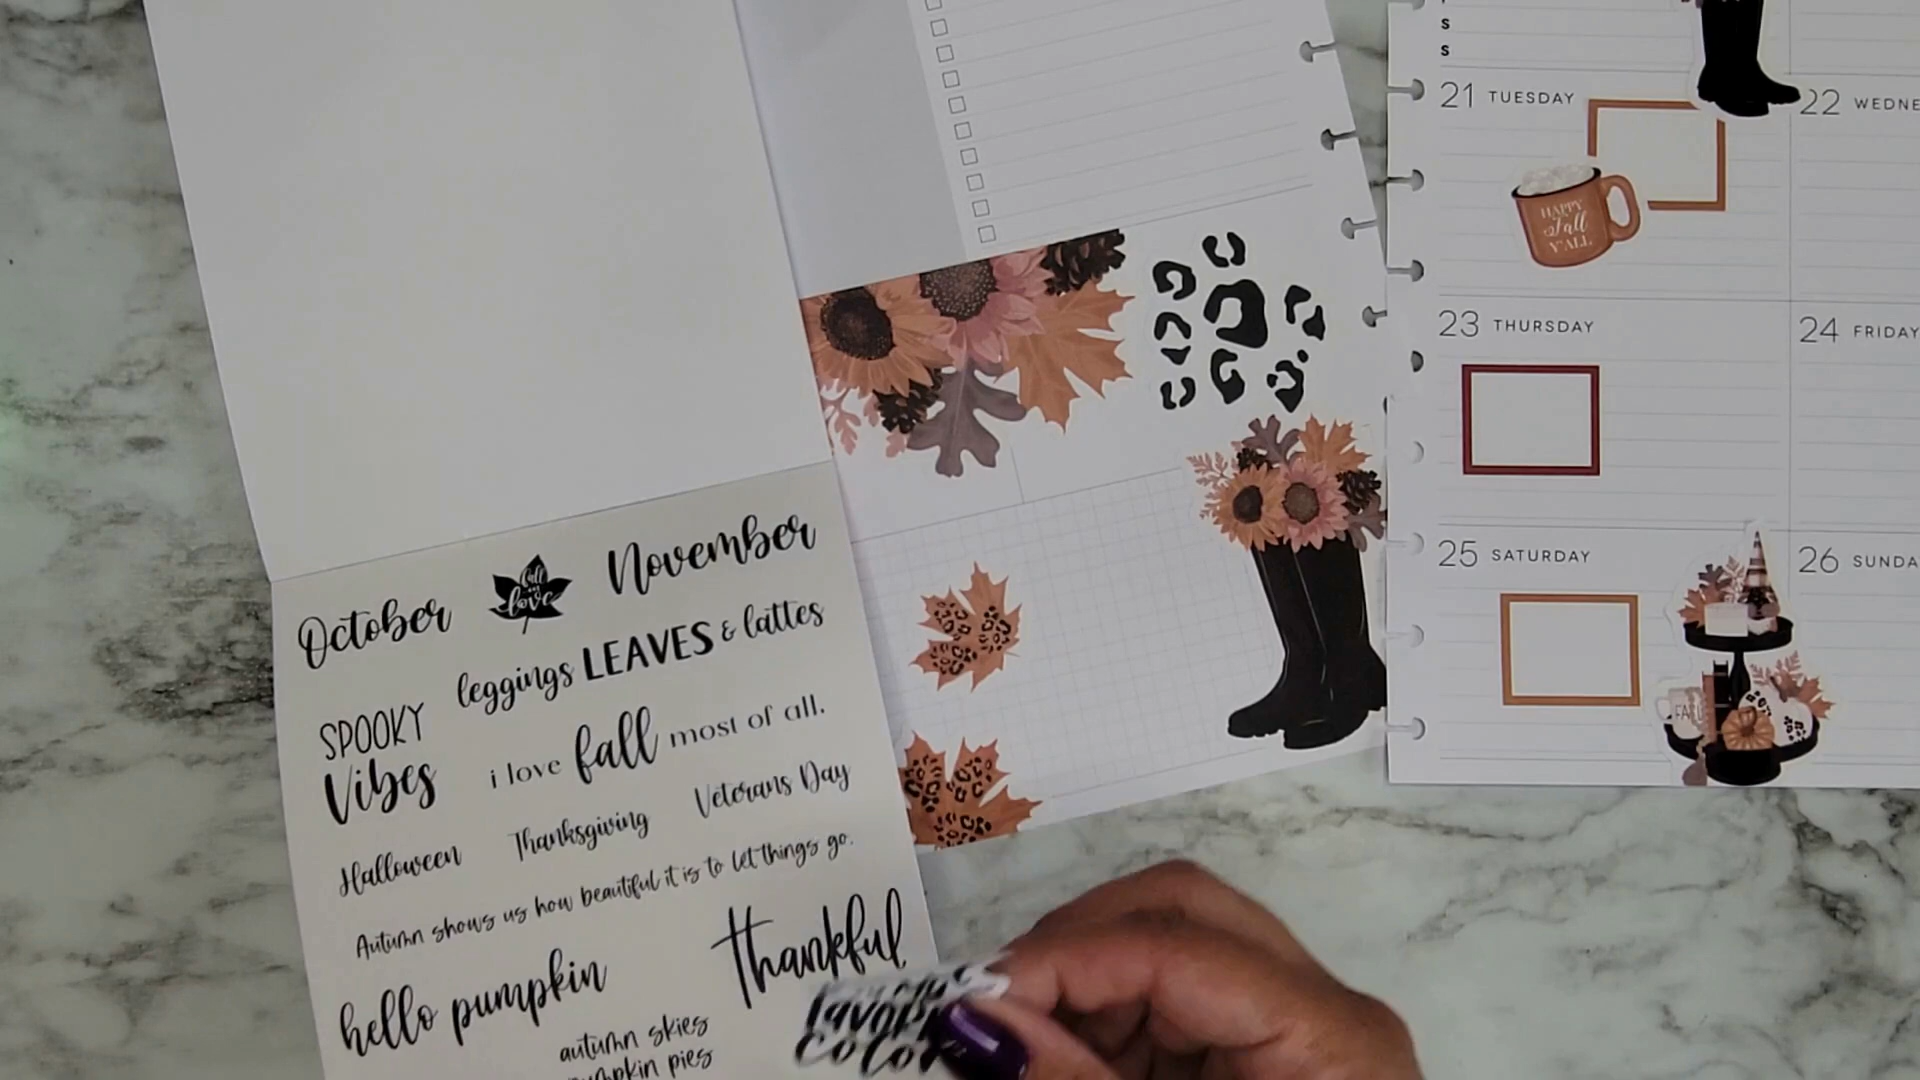 October
fall
love
November
leggings LEAVES & lattes
SPOOKY
Vibes
i love fall most of all.
Halloween
Thanksgiving
Veterans Day
Autumn shows us how beautiful it is to let things go.
hello pumpkin
thankful
autumn skies
pumpkin pies
S
S
21 TUESDAY
22 WEDNE
HAPPY
Fall
Y'ALL
23 THURSDAY
24 FRIDAY
25 SATURDAY
26 SUNDA
FALL